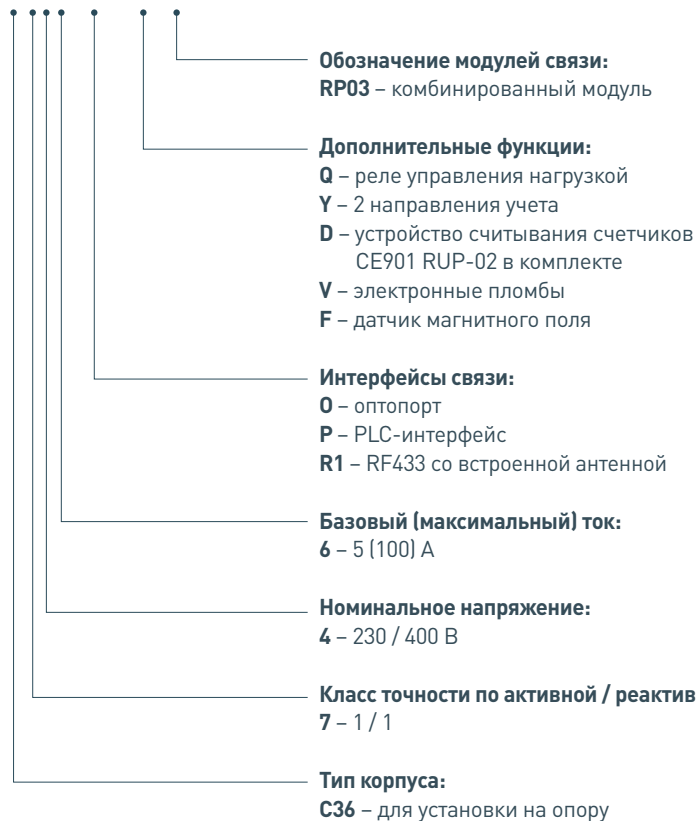 Обозначение модулей связи:
RP03 – комбинированный модуль
Дополнительные функции:
Q – реле управления нагрузкой
Y – 2 направления учета
D – устройство считывания счетчиков
CE901 RUP-02 в комплекте
V – электронные пломбы
F – датчик магнитного поля
Интерфейсы связи:
O – оптопорт
P – PLC-интерфейс
R1 – RF433 со встроенной антенной
Базовый (максимальный) ток:
6 – 5 (100) А
Номинальное напряжение:
4 – 230 / 400 В
Класс точности по активной / реактив
7 – 1 / 1
Тип корпуса:
C36 – для установки на опору